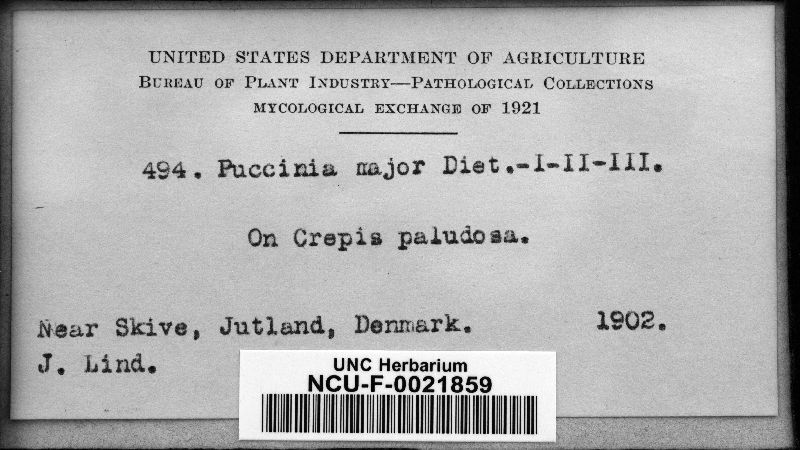 UNITED STATES DEPARTMENT OF AGRICULTURE
BUREAU OF PLANT INDUSTRY—PATHOLOGICAL COLLECTIONS
MYCOLOGICAL EXCHANGE OF 1921
494. Puccinia major Diet.-I-II-III.
On Crepis paludosa.
Near Skive, Jutland, Denmark. 1902.
J. Lind.
UNC Herbarium
NCU-F-0021859